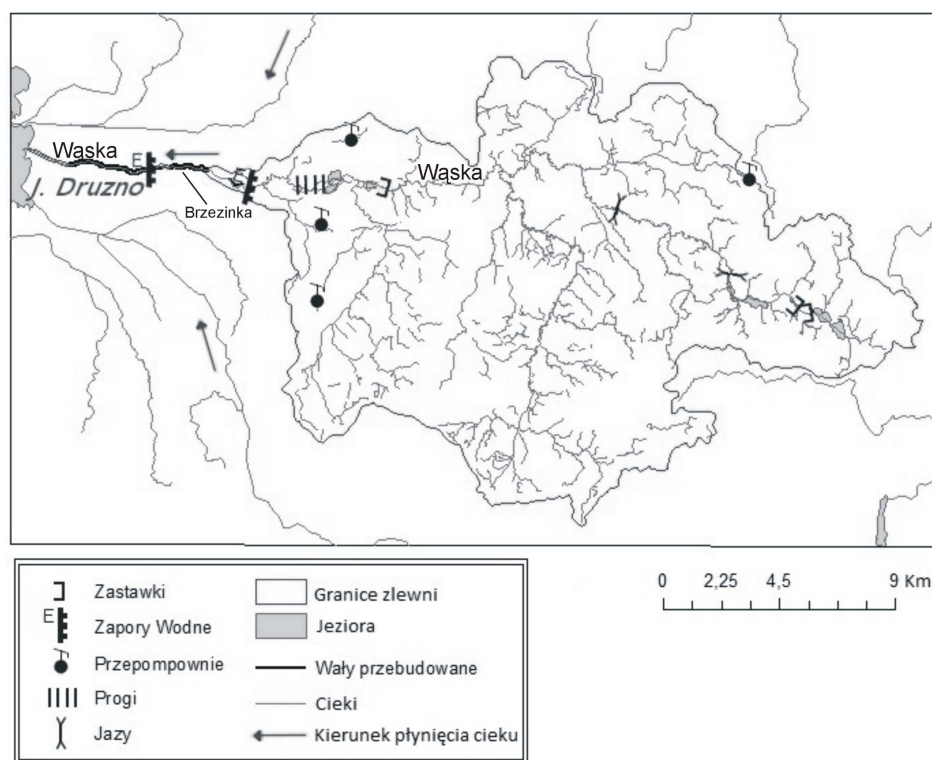 Wąska
E
J. Druzno
Brzezinka
E
Wąska
Zastawki
E
Zapory Wodne
Przepompownie
Progi
Jazy
Granice zlewni
Jeziora
Wały przebudowane
Cieki
Kierunek płynięcia cieku
0 2,25 4,5 9 Km